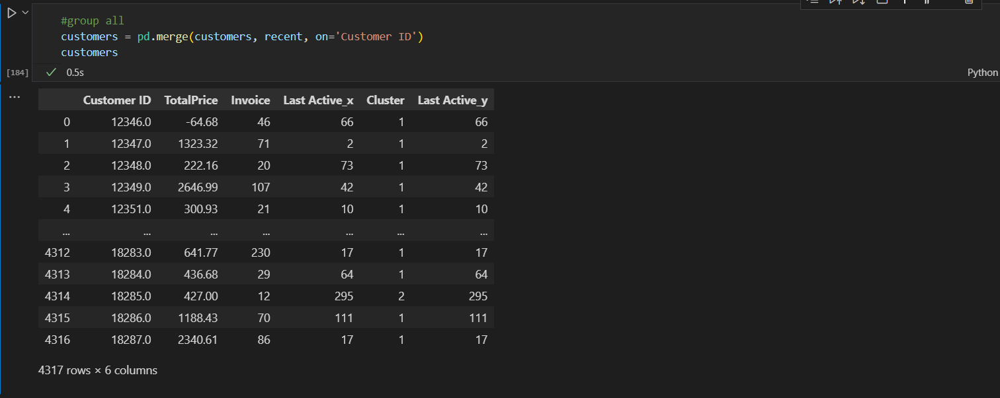 #group all
customers = pd.merge(customers, recent, on='Customer ID')
customers
[184] ✓ 0.5s Python
...
Customer ID TotalPrice Invoice Last Active_x Cluster Last Active_y
0 12346.0 -64.68 46 66 1 66
1 12347.0 1323.32 71 2 1 2
2 12348.0 222.16 20 73 1 73
3 12349.0 2646.99 107 42 1 42
4 12351.0 300.93 21 10 1 10
... ... ... ... ... ... ...
4312 18283.0 641.77 230 17 1 17
4313 18284.0 436.68 29 64 1 64
4314 18285.0 427.00 12 295 2 295
4315 18286.0 1188.43 70 111 1 111
4316 18287.0 2340.61 86 17 1 17
4317 rows × 6 columns